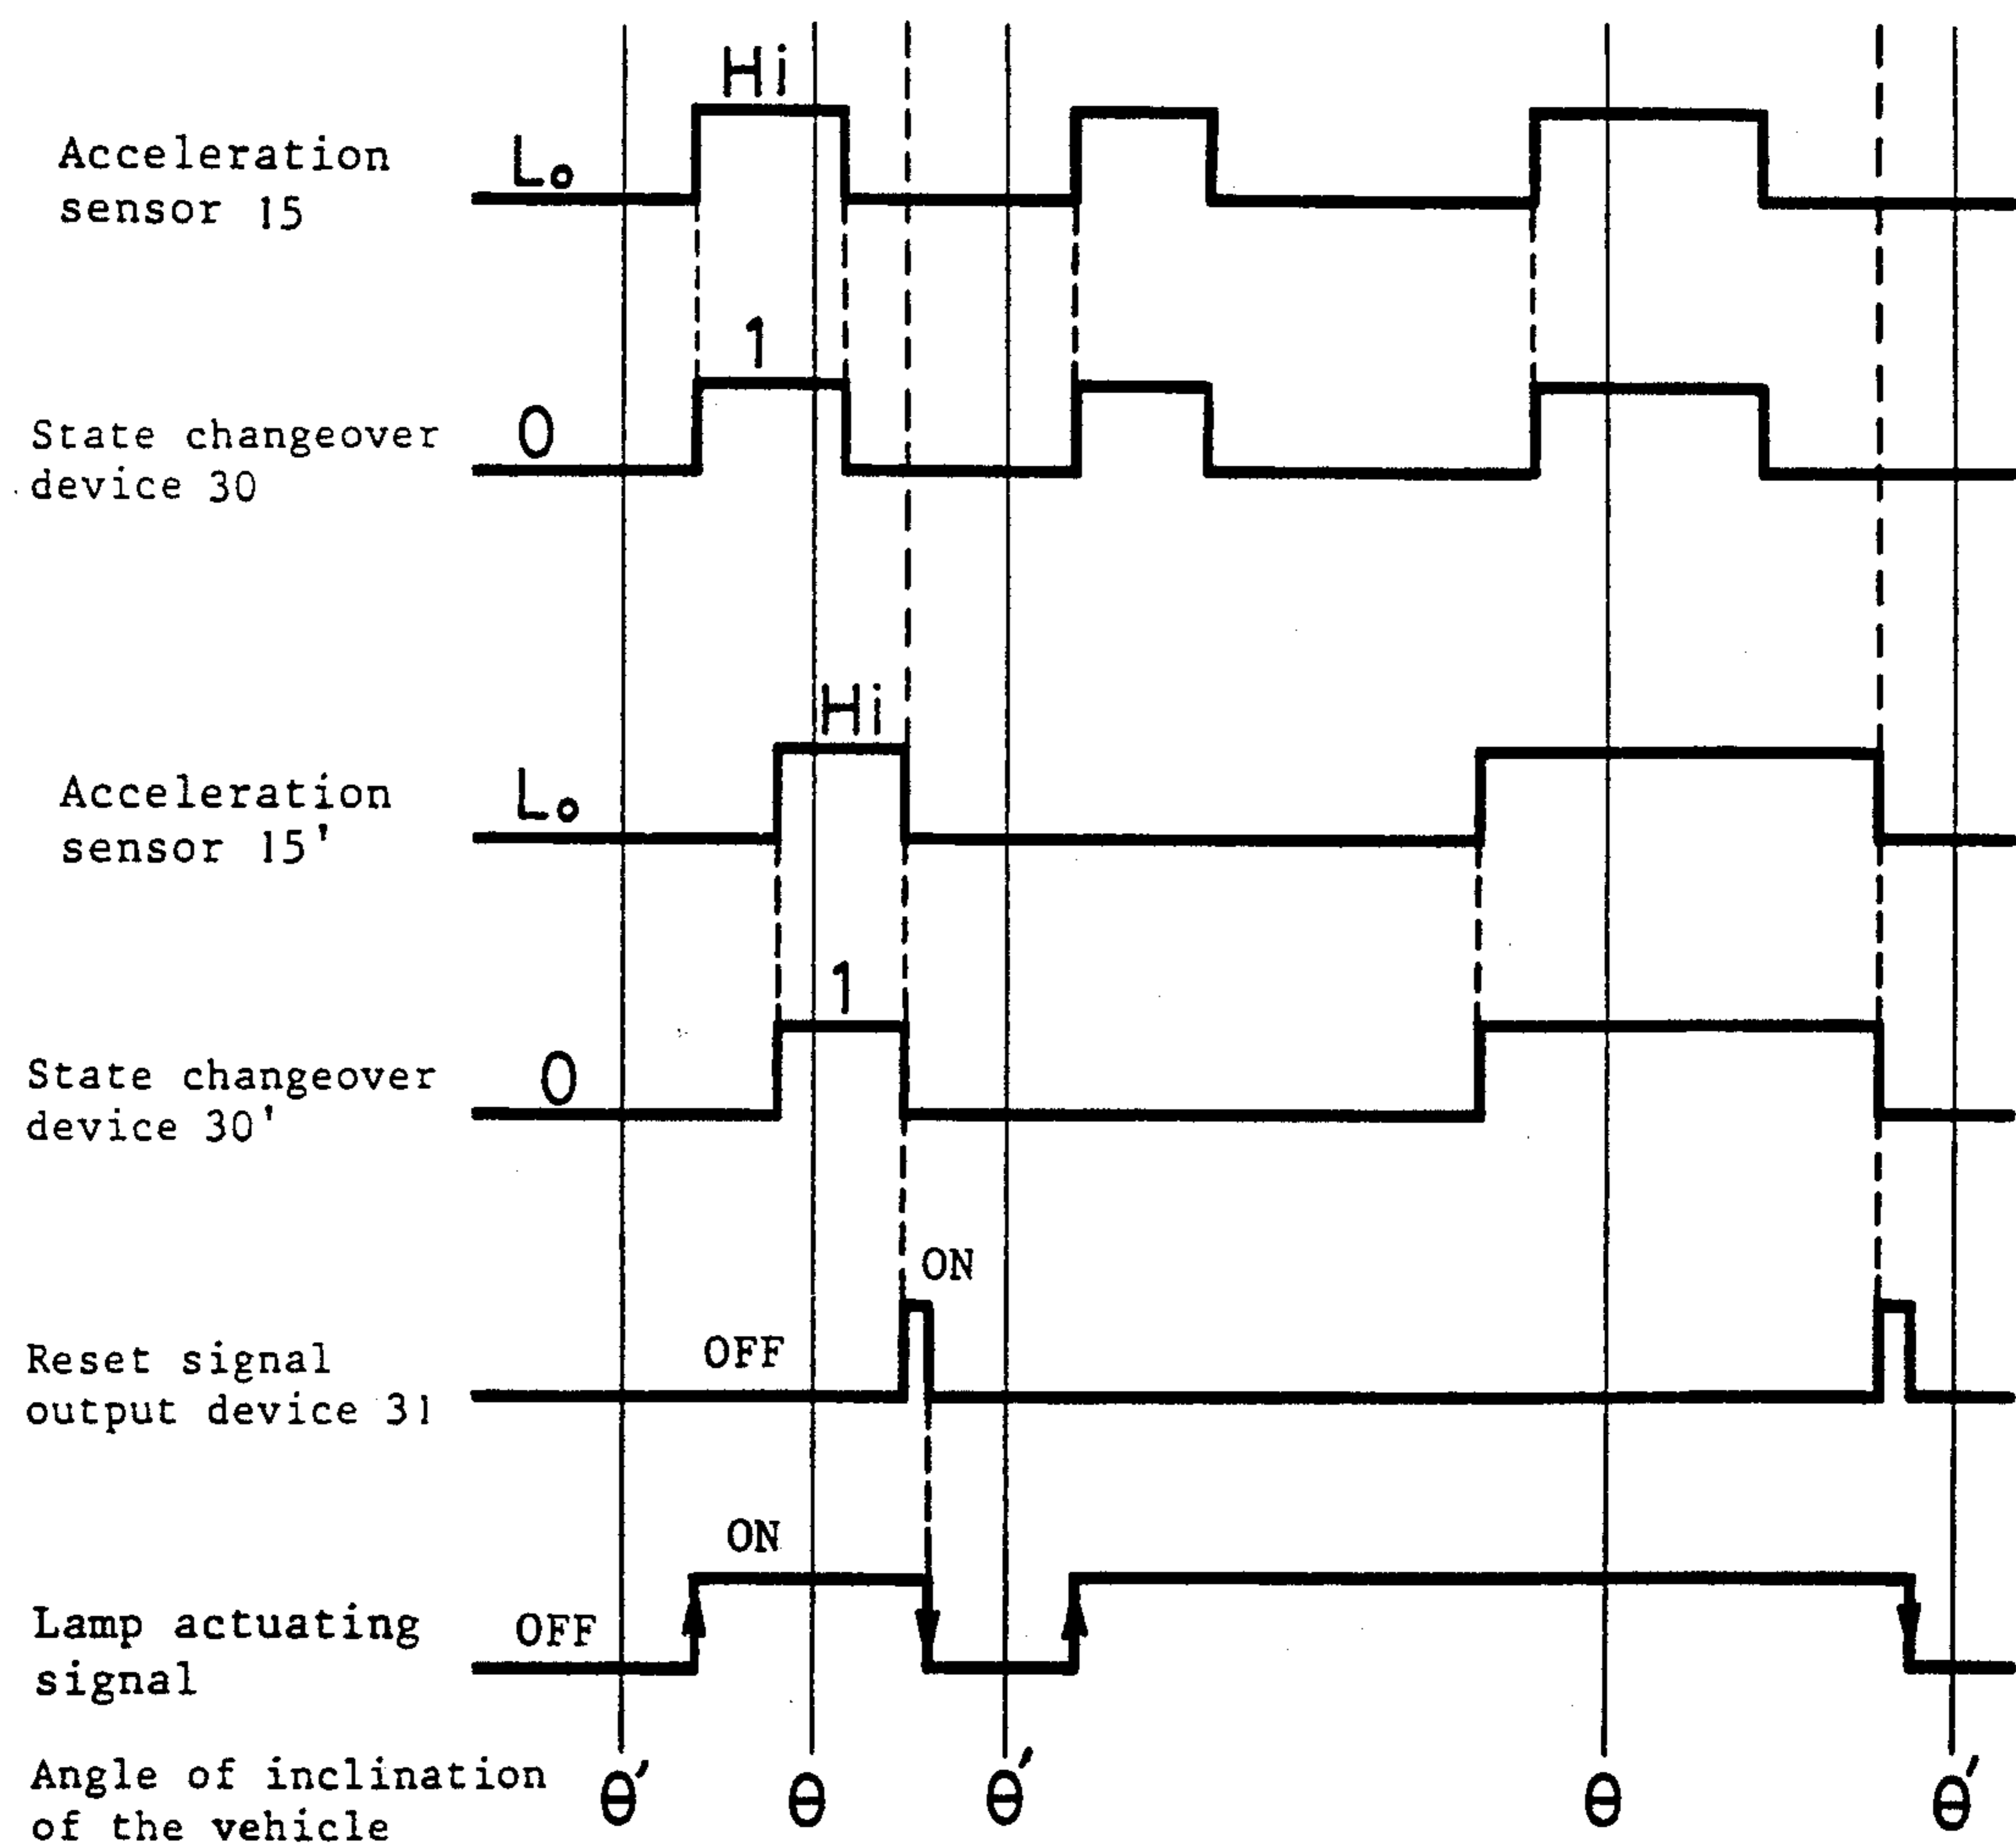 Hi
Acceleration
sensor 15
Lo
1
State changeover
device 30
0
Hi
Acceleration
sensor 15'
Lo
1
State changeover
device 30'
0
ON
OFF
Reset signal
output device 31
ON
OFF
Lamp actuating
signal
Angle of inclination
of the vehicle
θ' θ θ' θ θ'